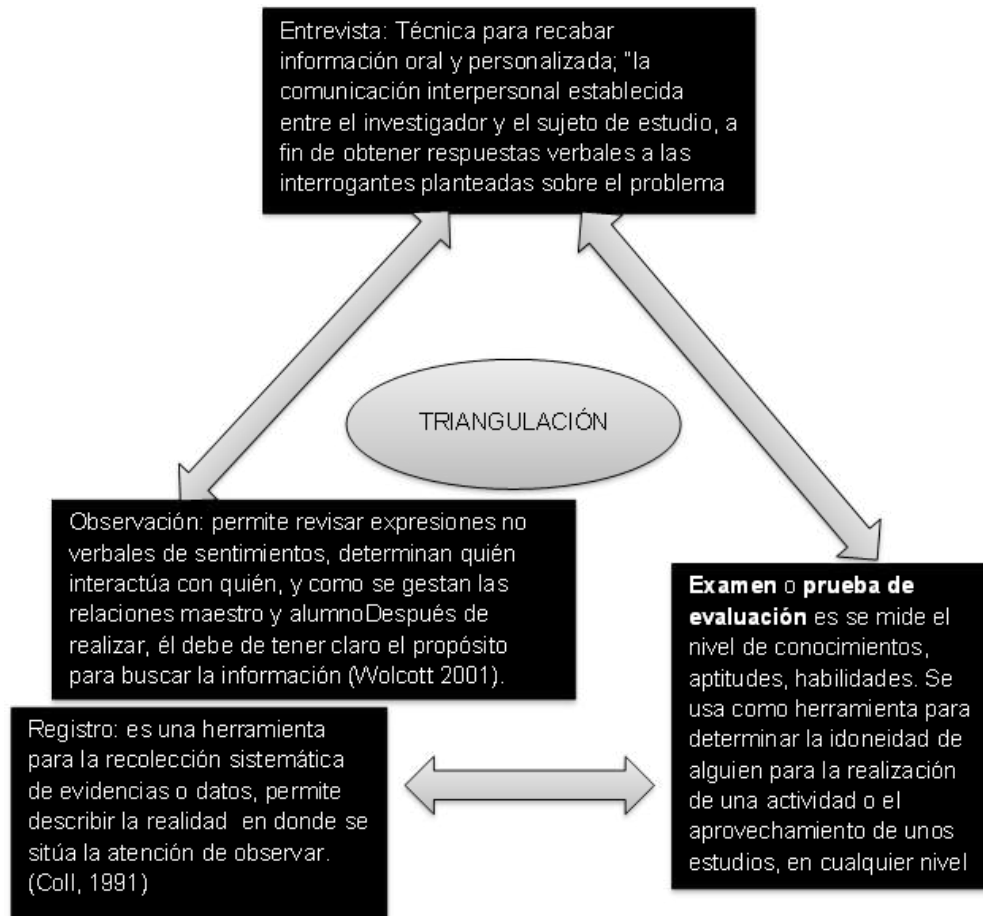 Entrevista: Técnica para recabar
información oral y personalizada; "la
comunicación interpersonal establecida
entre el investigador y el sujeto de estudio, a
fin de obtener respuestas verbales a las
interrogantes planteadas sobre el problema
TRIANGULACIÓN
Observación: permite revisar expresiones no
verbales de sentimientos, determinan quién
interactúa con quién, y como se gestan las
relaciones maestro y alumnoDespués de
realizar, él debe de tener claro el propósito
para buscar la información (Wolcott 2001).
Registro: es una herramienta
para la recolección sistemática
de evidencias o datos, permite
describir la realidad en donde se
sitúa la atención de observar.
(Coll, 1991)
Examen o prueba de
evaluación es se mide el
nivel de conocimientos,
aptitudes, habilidades. Se
usa como herramienta para
determinar la idoneidad de
alguien para la realización
de una actividad o el
aprovechamiento de unos
estudios, en cualquier nivel